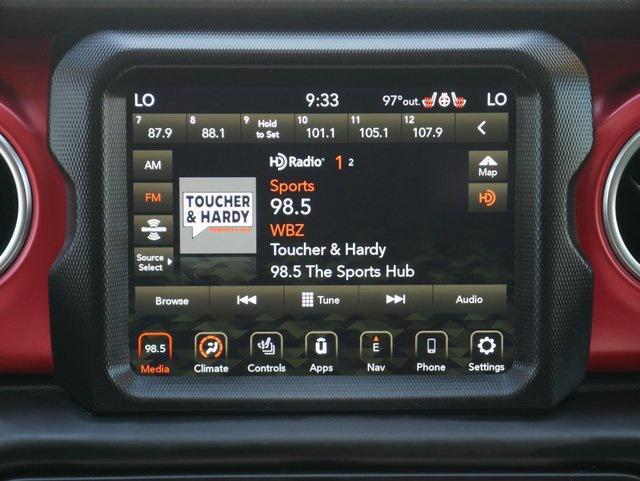 LO 9:33 97°out. LO
7 87.9 8 88.1 9 Hold to Set 10 101.1 11 105.1 12 107.9
AM HD Radio 1 2 Map
FM Sports HD
TOUCHER & HARDY 98.5
SiriusXM WBZ
Source Select Toucher & Hardy
98.5 The Sports Hub
Browse Tune Audio
98.5 E
Media Climate Controls Apps Nav Phone Settings